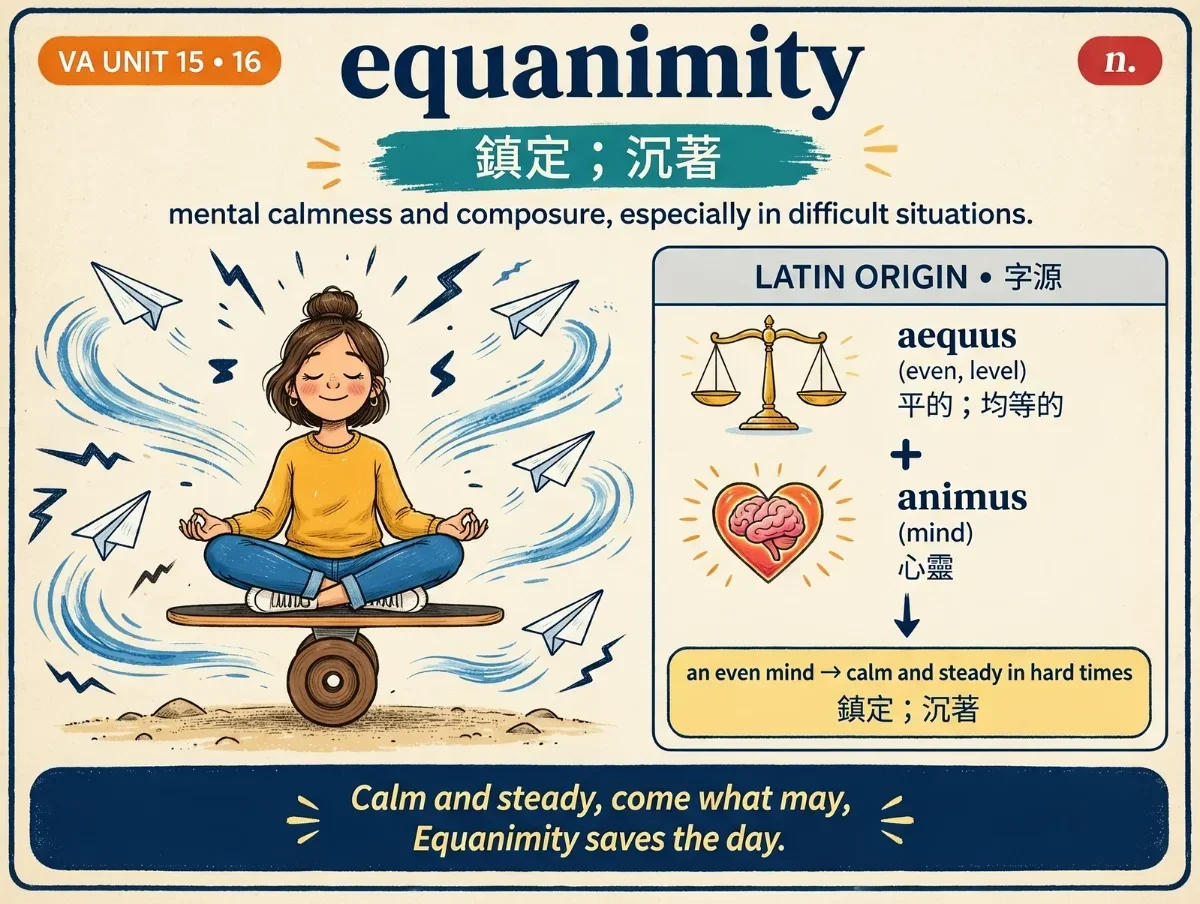 VA UNIT 15 • 16
equanimity
n.
鎮定；沉著
mental calmness and composure, especially in difficult situations.
LATIN ORIGIN • 字源
aequus
(even, level)
平的；均等的
+
animus
(mind)
心靈
an even mind → calm and steady in hard times
鎮定；沉著
Calm and steady, come what may,
Equanimity saves the day.